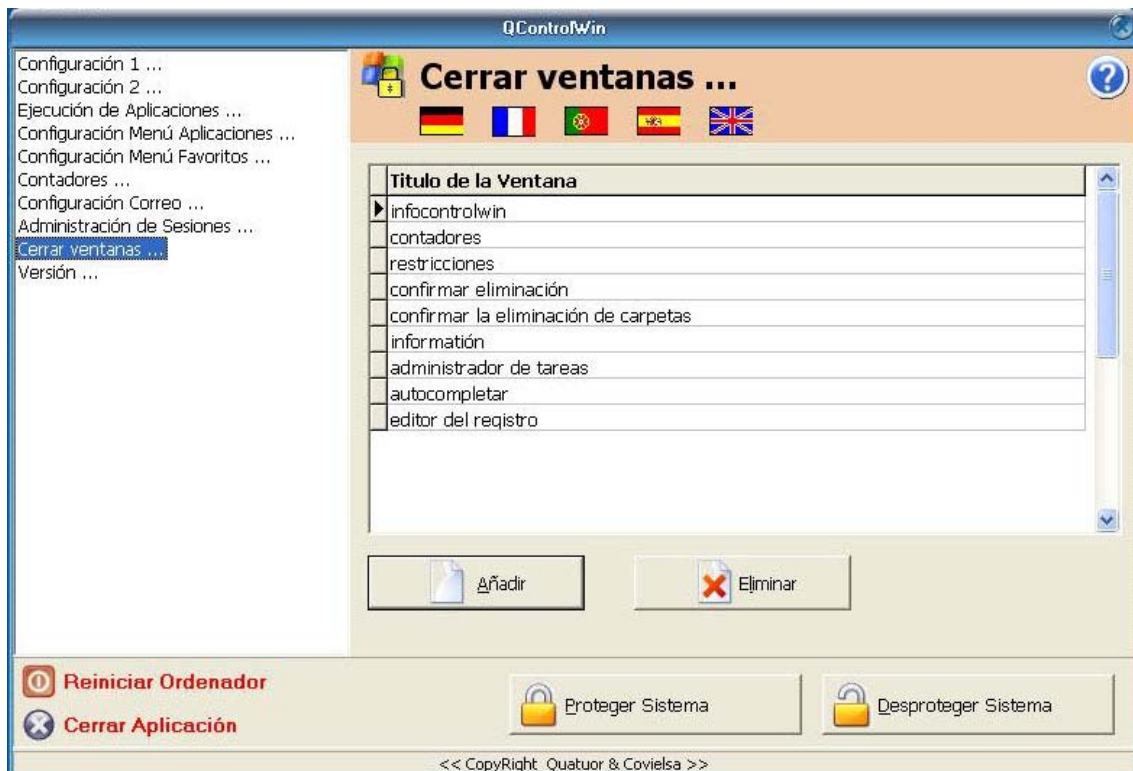 QControlWin
Configuración 1 ...
Configuración 2 ...
Ejecución de Aplicaciones ...
Configuración Menú Aplicaciones ...
Configuración Menú Favoritos ...
Contadores ...
Configuración Correo ...
Administración de Sesiones ...
Cerrar ventanas ...
Versión ...
Cerrar ventanas ...
Titulo de la Ventana
infocontrolwin
contadores
restricciones
confirmar eliminación
confirmar la eliminación de carpetas
informatión
administrador de tareas
autocompletar
editor del registro
Añadir
Eliminar
Reiniciar Ordenador
Cerrar Aplicación
Proteger Sistema
Desproteger Sistema
<< CopyRight Quatuor & Covielsa >>